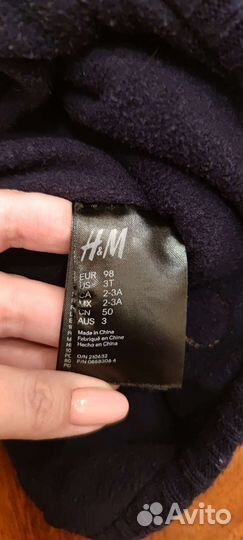 H&M
EUR 98
US 3T
CA 2-3A
MX 2-3A
CN 50
AUS 3
Made in China
Fabriqué en Chine
Hecho en China
O/N 210632
P/N 0868308-4
Avito